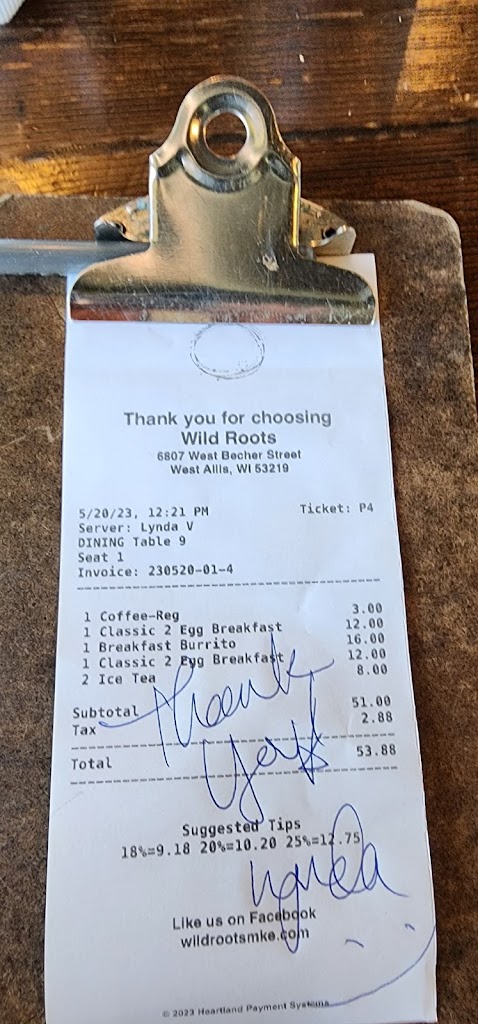 Thank you for choosing
Wild Roots
6807 West Becher Street
West Allis, WI 53219
5/20/23, 12:21 PM Ticket: P4
Server: Lynda V
DINING Table 9
Seat 1
Invoice: 230520-01-4
1 Coffee-Reg 3.00
1 Classic 2 Egg Breakfast 12.00
1 Breakfast Burrito 16.00
1 Classic 2 Egg Breakfast 12.00
2 Ice Tea 8.00
Subtotal 51.00
Tax 2.88
Total 53.88
Thank
you
Suggested Tips
18%=9.18 20%=10.20 25%=12.75
Lynda
Like us on Facebook
wildrootsmke.com
© 2023 Heartland Payment Systems